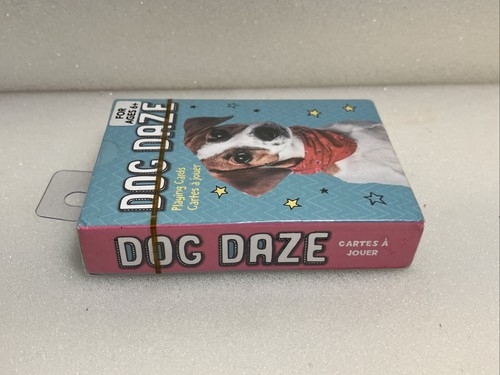 FOR
AGES 6+
DOG DAZE
Playing Cards
Cartes à jouer
DOG DAZE
CARTES À
JOUER